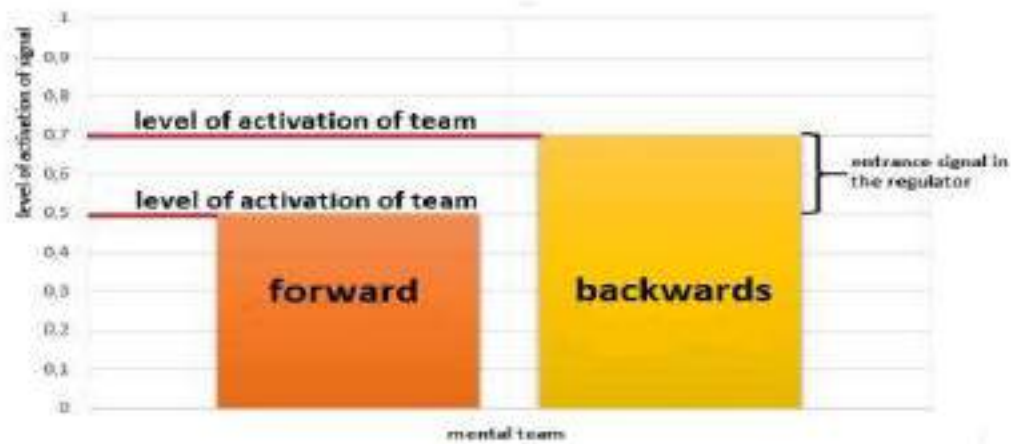 level of activation of signal
1
0,9
0,8
0,7
0,6
0,5
0,4
0,3
0,2
0,1
0
level of activation of team
level of activation of team
forward
backwards
entrance signal in
the regulator
mental team